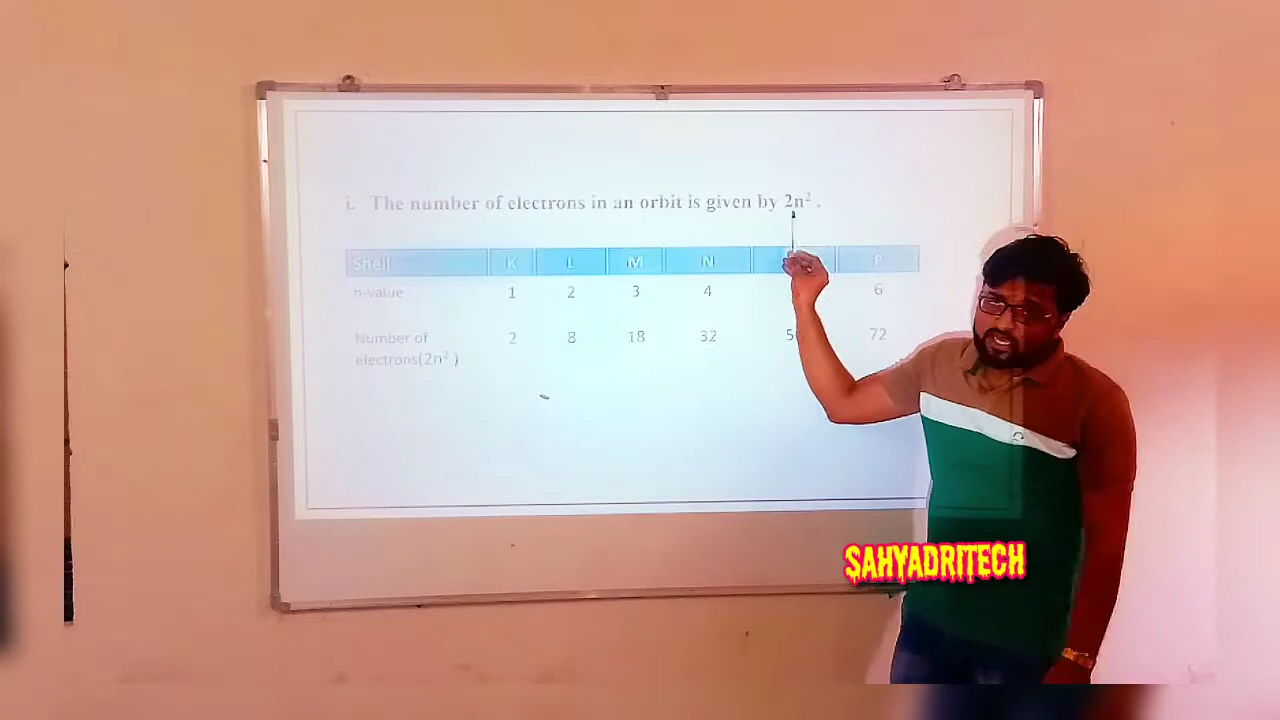 i. The number of electrons in an orbit is given by 2n².
Shell K L M N P
n-value 1 2 3 4 6
Number of 2 8 18 32 72
electrons(2n²)
SAHYADRITECH